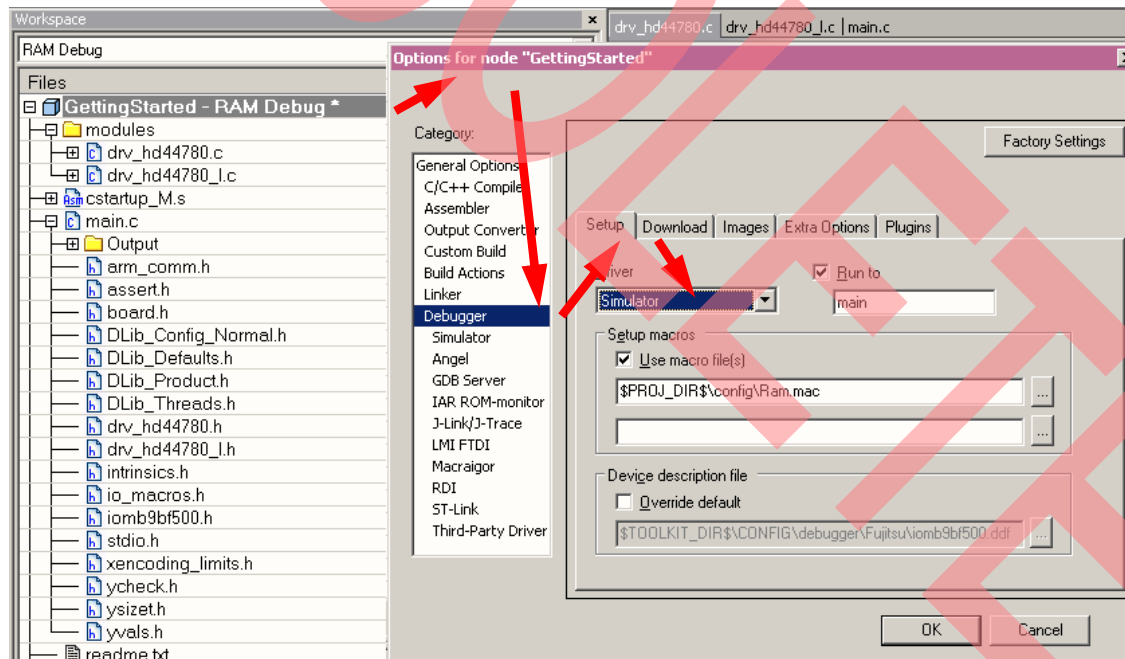 Workspace
drv_hd44780.c
drv_hd44780_l.c
main.c
RAM Debug
Options for node "GettingStarted"
Files
GettingStarted - RAM Debug *
modules
drv_hd44780.c
drv_hd44780_l.c
cstartup_M.s
main.c
Output
arm_comm.h
assert.h
board.h
DLib_Config_Normal.h
DLib_Defaults.h
DLib_Product.h
DLib_Threads.h
drv_hd44780.h
drv_hd44780_l.h
intrinsics.h
io_macros.h
iomb9bf500.h
stdio.h
xencoding_limits.h
ycheck.h
ysizet.h
yvals.h
readme.txt
Category:
General Options
C/C++ Compile
Assembler
Output Converter
Custom Build
Build Actions
Linker
Debugger
Simulator
Angel
GDB Server
IAR ROM-monitor
J-Link/J-Trace
LMI FTDI
Macraigor
RDI
ST-Link
Third-Party Driver
Factory Settings
Setup
Download
Images
Extra Options
Plugins
river
Run to
Simulator
main
Setup macros
Use macro file(s)
$PROJ_DIR$\config\Ram.mac
...
...
Device description file
Override default
$TOOLKIT_DIR$\CONFIG\debugger\Fujitsu\iomb9bf500.ddf
...
OK
Cancel